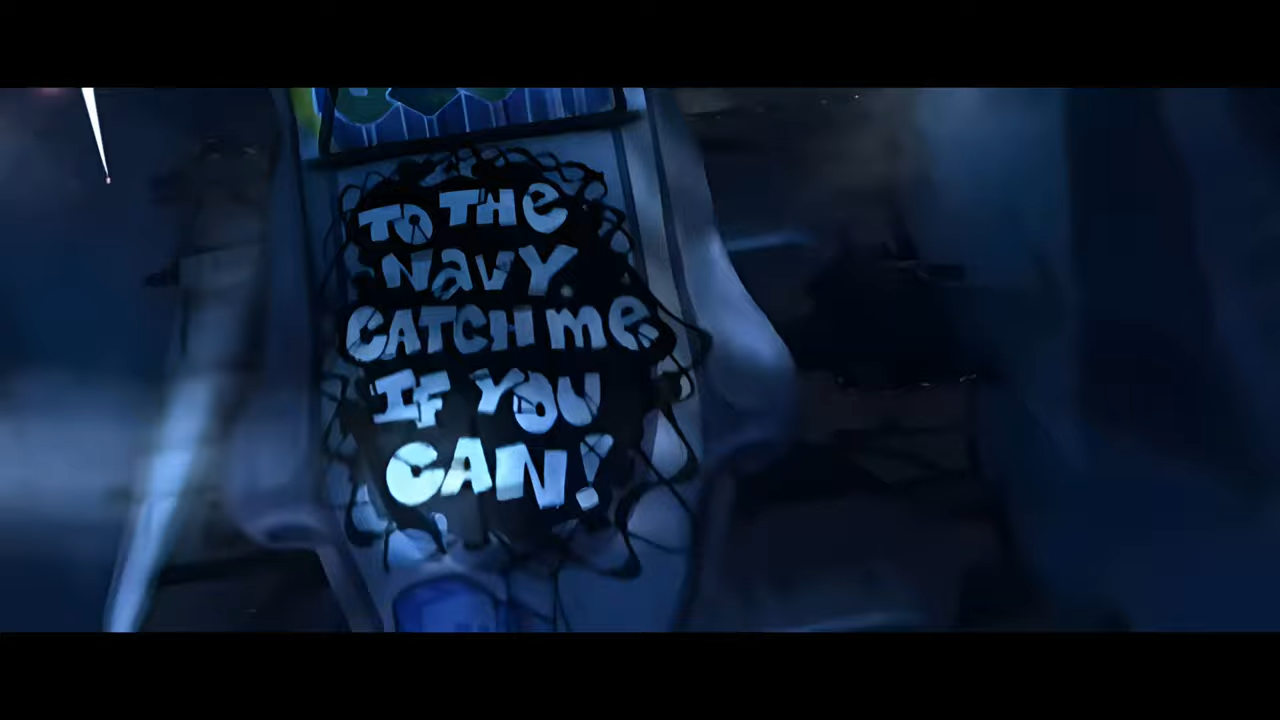 TO THE
NAVY.
CATCH me
IF YOU
CAN!